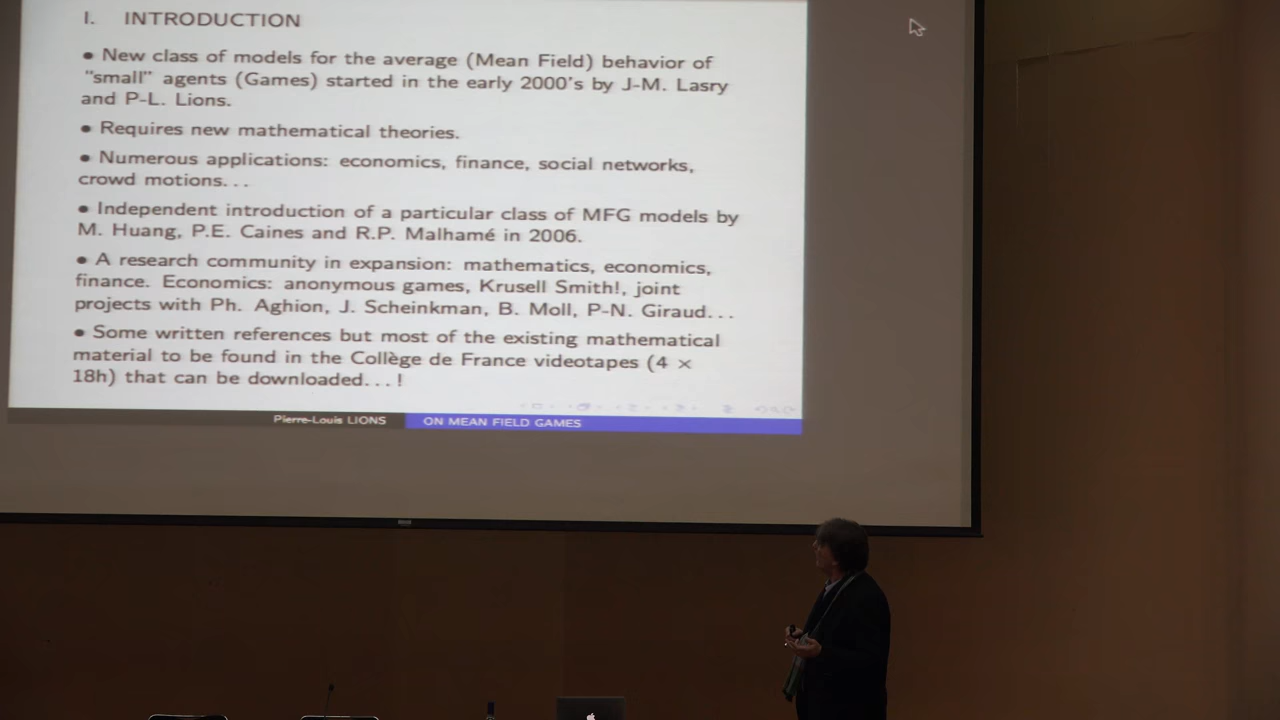 I. INTRODUCTION
• New class of models for the average (Mean Field) behavior of
"small" agents (Games) started in the early 2000's by J-M. Lasry
and P-L. Lions.
• Requires new mathematical theories.
• Numerous applications: economics, finance, social networks,
crowd motions...
• Independent introduction of a particular class of MFG models by
M. Huang, P.E. Caines and R.P. Malhamé in 2006.
• A research community in expansion: mathematics, economics,
finance. Economics: anonymous games, Krusell Smith!, joint
projects with Ph. Aghion, J. Scheinkman, B. Moll, P-N. Giraud...
• Some written references but most of the existing mathematical
material to be found in the Collège de France videotapes (4 ×
18h) that can be downloaded...!
Pierre-Louis LIONS ON MEAN FIELD GAMES